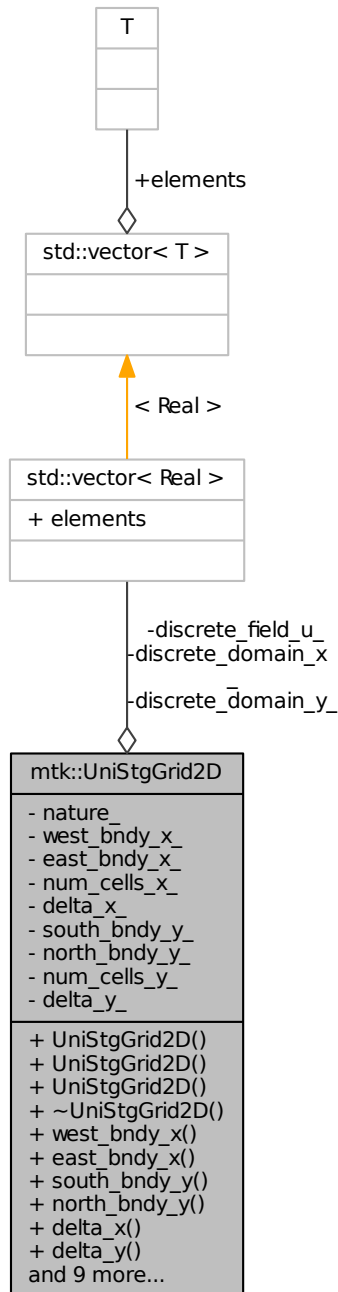 T
+elements
std::vector< T >
< Real >
std::vector< Real >
+ elements
-discrete_field_u_
-discrete_domain_x
_
-discrete_domain_y_
mtk::UniStgGrid2D
- nature_
- west_bndy_x_
- east_bndy_x_
- num_cells_x_
- delta_x_
- south_bndy_y_
- north_bndy_y_
- num_cells_y_
- delta_y_
+ UniStgGrid2D()
+ UniStgGrid2D()
+ UniStgGrid2D()
+ ~UniStgGrid2D()
+ west_bndy_x()
+ east_bndy_x()
+ south_bndy_y()
+ north_bndy_y()
+ delta_x()
+ delta_y()
and 9 more...